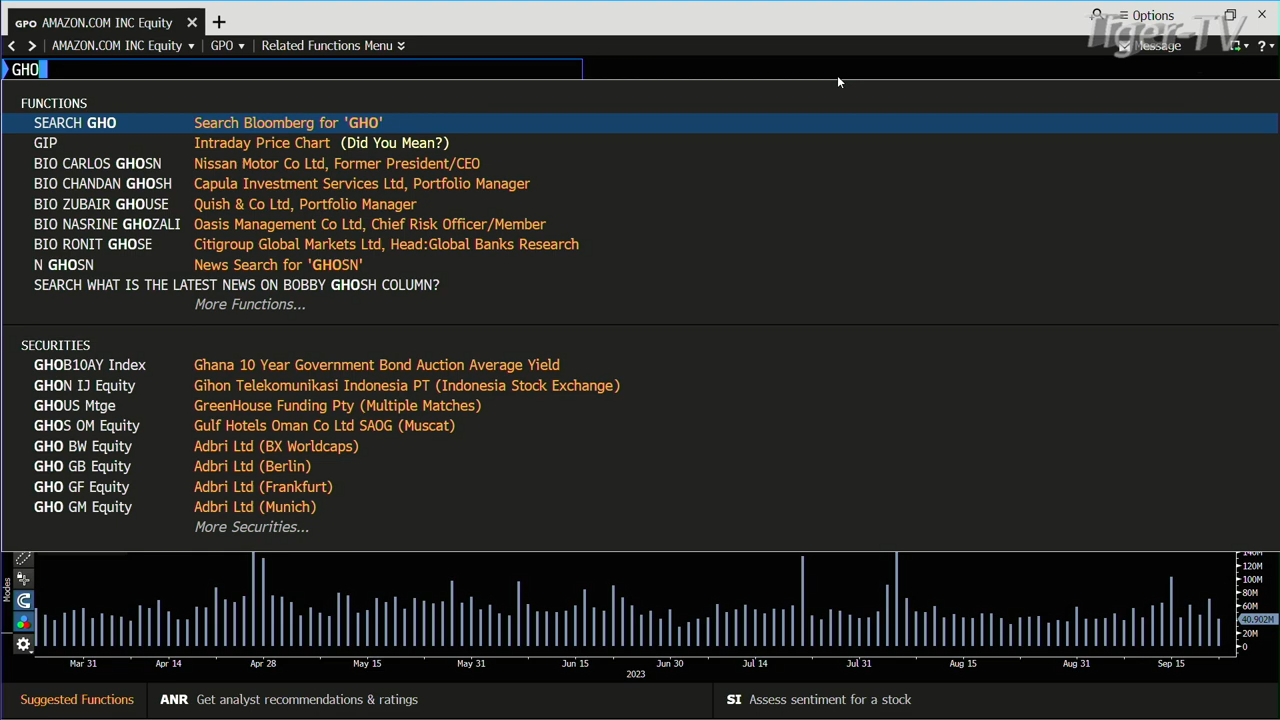 GPO AMAZON.COM INC Equity × +
Options
Tiger-TV
AMAZON.COM INC Equity ▾ GPO ▾ Related Functions Menu
Message
? ▾
GHO
FUNCTIONS
SEARCH GHO Search Bloomberg for 'GHO'
GIP Intraday Price Chart (Did You Mean?)
BIO CARLOS GHOSN Nissan Motor Co Ltd, Former President/CEO
BIO CHANDAN GHOSH Capula Investment Services Ltd, Portfolio Manager
BIO ZUBAIR GHOUSE Quish & Co Ltd, Portfolio Manager
BIO NASRINE GHOZALI Oasis Management Co Ltd, Chief Risk Officer/Member
BIO RONIT GHOSE Citigroup Global Markets Ltd, Head:Global Banks Research
N GHOSN News Search for 'GHOSN'
SEARCH WHAT IS THE LATEST NEWS ON BOBBY GHOSH COLUMN?
More Functions...
SECURITIES
GHOB10AY Index Ghana 10 Year Government Bond Auction Average Yield
GHON IJ Equity Gihon Telekomunikasi Indonesia PT (Indonesia Stock Exchange)
GHOUS Mtge GreenHouse Funding Pty (Multiple Matches)
GHOS OM Equity Gulf Hotels Oman Co Ltd SAOG (Muscat)
GHO BW Equity Adbri Ltd (BX Worldcaps)
GHO GB Equity Adbri Ltd (Berlin)
GHO GF Equity Adbri Ltd (Frankfurt)
GHO GM Equity Adbri Ltd (Munich)
More Securities...
Modes
140M
120M
100M
80M
60M
40.902M
20M
0
Mar 31 Apr 14 Apr 28 May 15 May 31 Jun 15 Jun 30 Jul 14 Jul 31 Aug 15 Aug 31 Sep 15
2023
Suggested Functions ANR Get analyst recommendations & ratings SI Assess sentiment for a stock